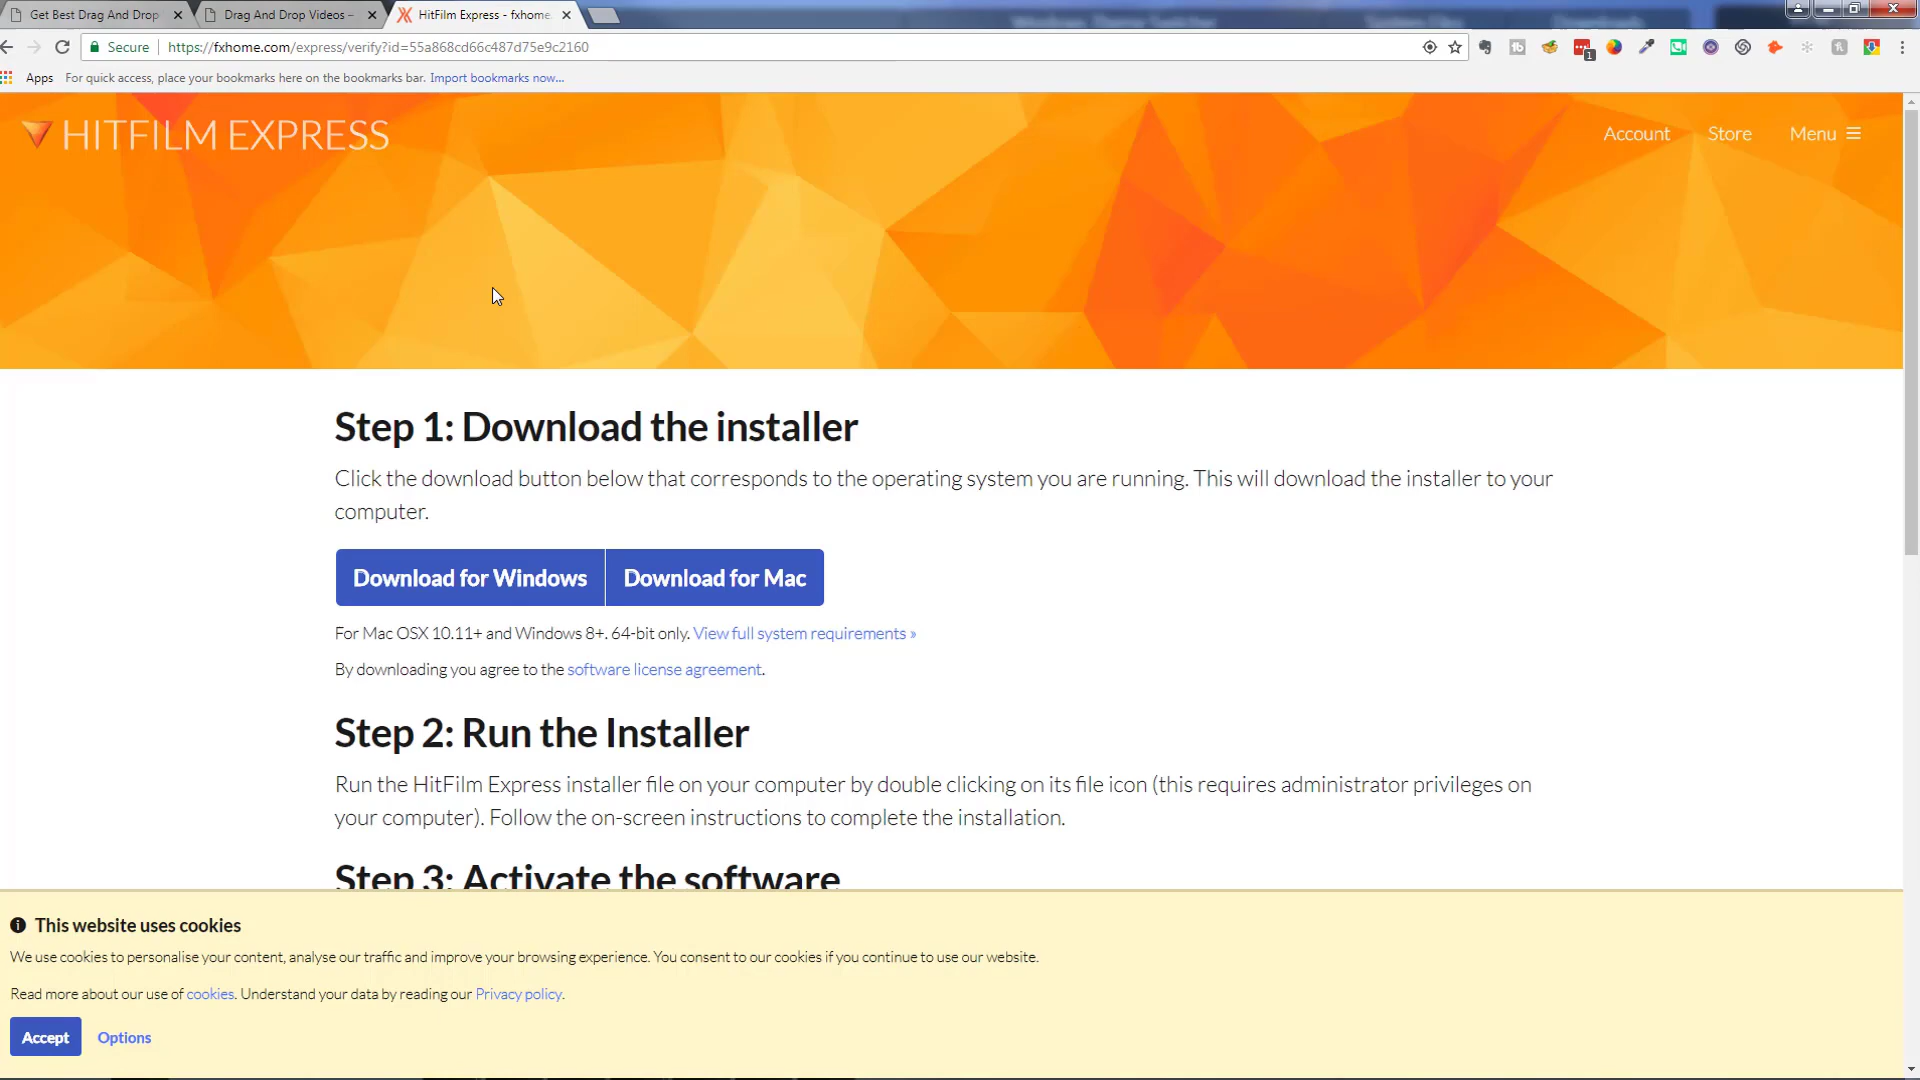 Get Best Drag And Drop
Drag And Drop Videos –
HitFilm Express - fxhome.
Secure
https://fxhome.com/express/verify?id=55a868cd66c487d75e9c2160
1
Apps
For quick access, place your bookmarks here on the bookmarks bar. Import bookmarks now...
HITFILM EXPRESS
Account
Store
Menu
Step 1: Download the installer
Click the download button below that corresponds to the operating system you are running. This will download the installer to your
computer.
Download for Windows
Download for Mac
For Mac OSX 10.11+ and Windows 8+. 64-bit only. View full system requirements »
By downloading you agree to the software license agreement.
Step 2: Run the Installer
Run the HitFilm Express installer file on your computer by double clicking on its file icon (this requires administrator privileges on
your computer). Follow the on-screen instructions to complete the installation.
Step 3: Activate the software
This website uses cookies
We use cookies to personalise your content, analyse our traffic and improve your browsing experience. You consent to our cookies if you continue to use our website.
Read more about our use of cookies. Understand your data by reading our Privacy policy.
Accept
Options